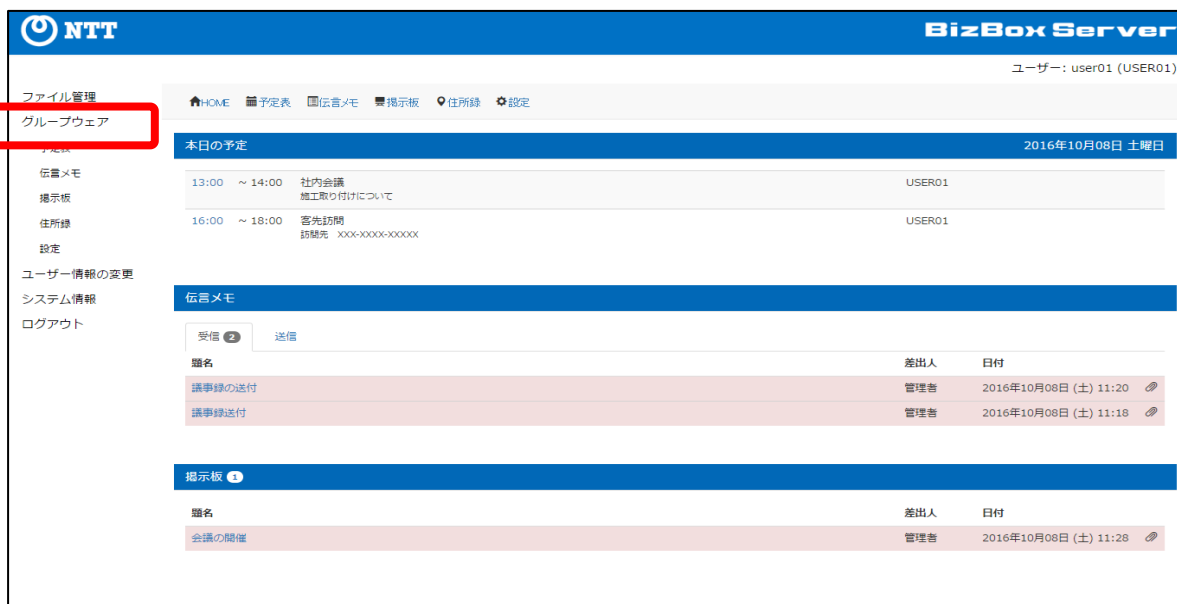 NTT
BizBox Server
ユーザー: user01 (USER01)
ファイル管理
グループウェア
伝言メモ
掲示板
住所録
設定
ユーザー情報の変更
システム情報
ログアウト
HOME 予定表 伝言メモ 掲示板 住所録 設定
本日の予定 2016年10月08日 土曜日
13:00 ～ 14:00 社内会議 USER01
施工取り付けについて
16:00 ～ 18:00 客先訪問 USER01
訪問先 XXX-XXXX-XXXXX
伝言メモ
受信 2 送信
題名 差出人 日付
議事録の送付 管理者 2016年10月08日 (土) 11:20
議事録送付 管理者 2016年10月08日 (土) 11:18
掲示板 1
題名 差出人 日付
会議の開催 管理者 2016年10月08日 (土) 11:28